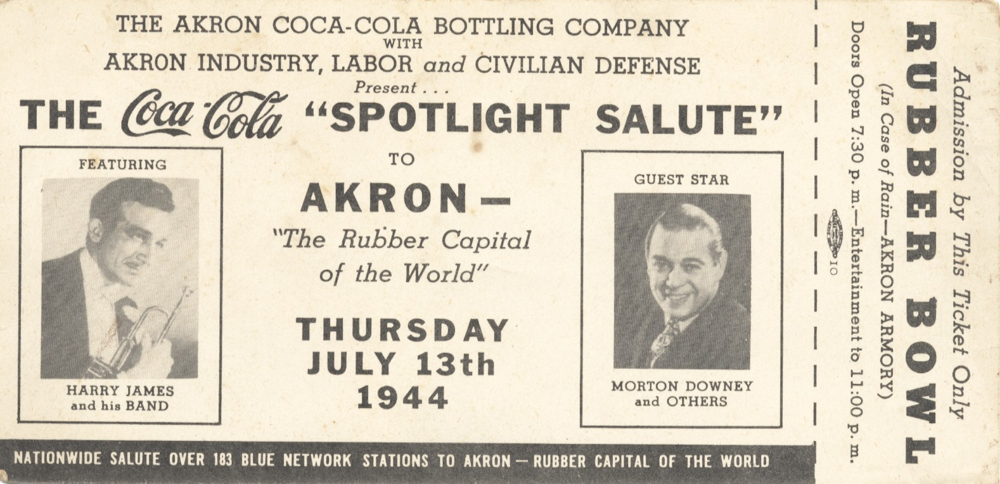 THE AKRON COCA-COLA BOTTLING COMPANY
WITH
AKRON INDUSTRY, LABOR and CIVILIAN DEFENSE
Present . . .
THE Coca-Cola “SPOTLIGHT SALUTE”
FEATURING
HARRY JAMES
and his BAND
TO
AKRON—
"The Rubber Capital
of the World"
THURSDAY
JULY 13th
1944
GUEST STAR
MORTON DOWNEY
and OTHERS
NATIONWIDE SALUTE OVER 183 BLUE NETWORK STATIONS TO AKRON — RUBBER CAPITAL OF THE WORLD
Admission by This Ticket Only
RUBBER BOWL
(In Case of Rain—AKRON ARMORY)
Doors Open 7:30 p. m.—Entertainment to 11:00 p. m.
10